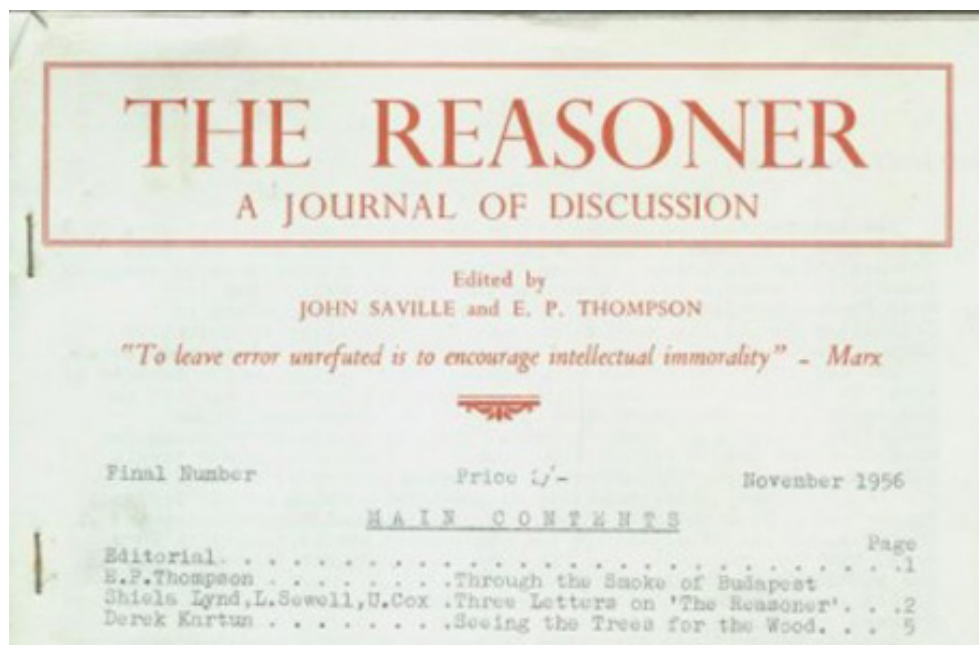 THE REASONER
A JOURNAL OF DISCUSSION
Edited by
JOHN SAVILLE and E. P. THOMPSON
"To leave error unrefuted is to encourage intellectual immorality" - Marx
Final Number Price /- November 1956
MAIN CONTENTS
Page
Editorial. . . . . . . . . . . . . . . . . . . . . . . . . . . . .1
E.P.Thompson . . . . . . . . .Through the Smoke of Budapest
Shiela Lynd,L.Sewell,U.Cox .Three Letters on 'The Reasoner'. . .2
Derek Kartun . . . . . . . . .Seeing the Trees for the Wood. . . 5